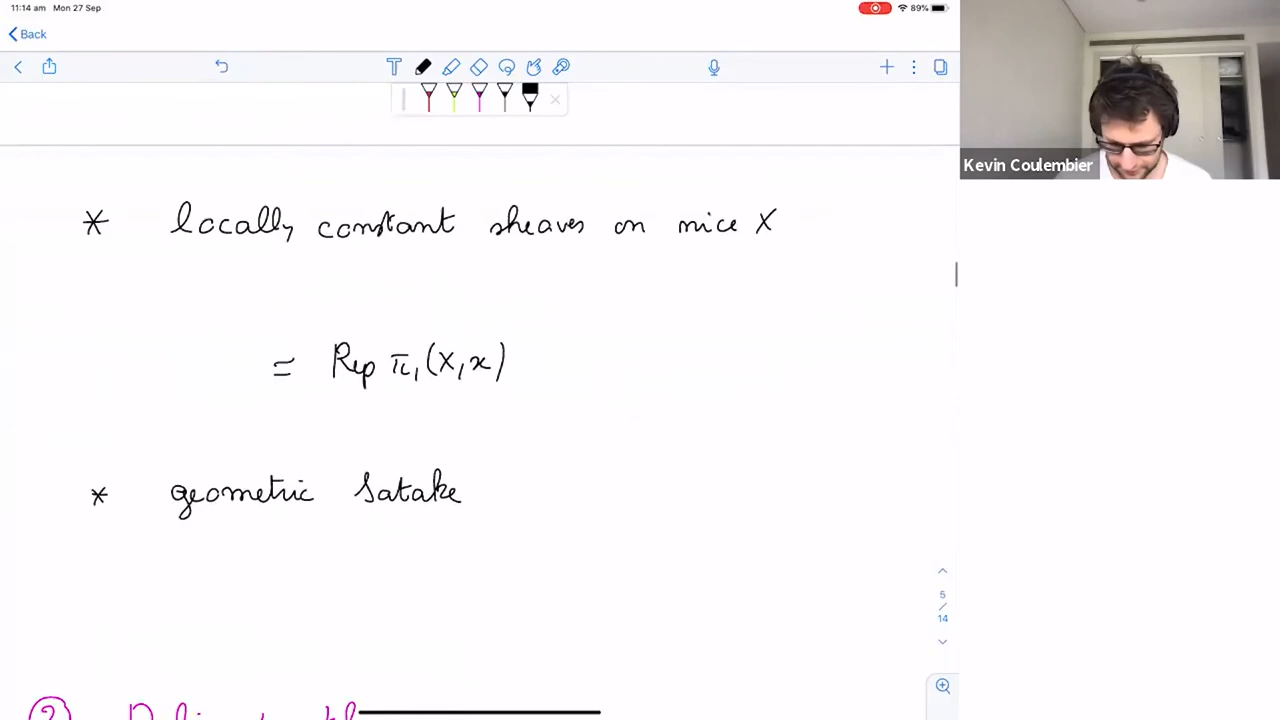 11:14 am Mon 27 Sep
89%
Back
* locally constant sheaves on nice X
= Rep π₁(X,x)
* geometric Satake
Kevin Coulembier
5
/
14